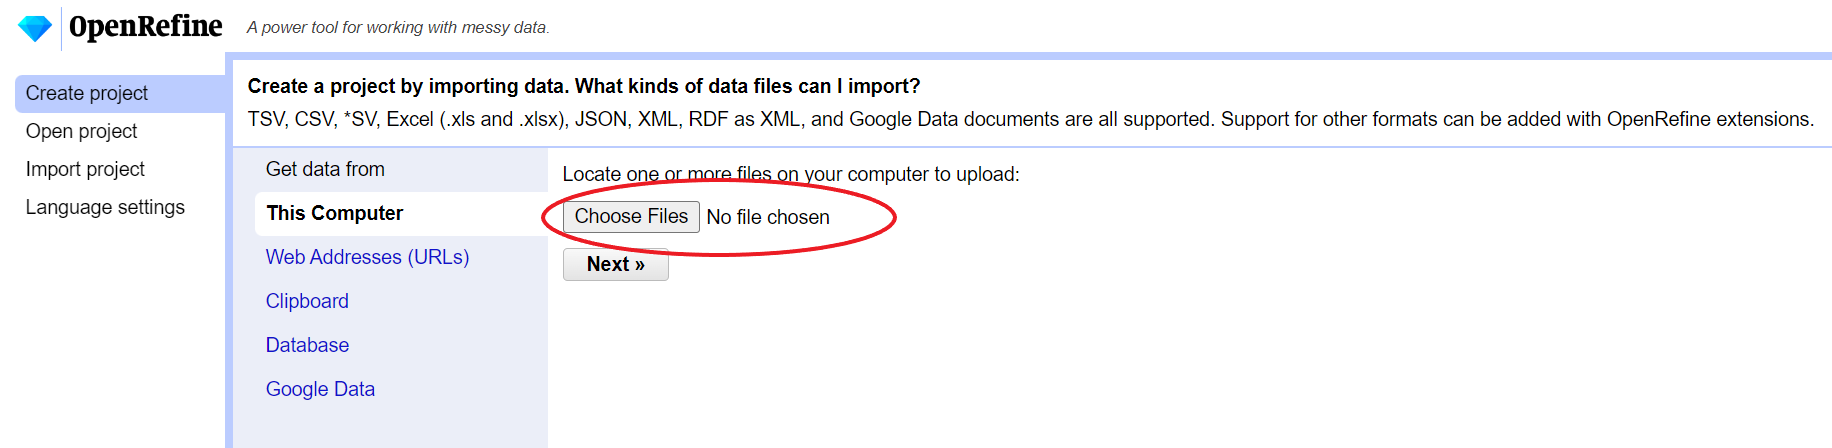 OpenRefine A power tool for working with messy data.
Create project
Open project
Import project
Language settings
Create a project by importing data. What kinds of data files can I import?
TSV, CSV, *SV, Excel (.xls and .xlsx), JSON, XML, RDF as XML, and Google Data documents are all supported. Support for other formats can be added with OpenRefine extensions.
Get data from
This Computer
Web Addresses (URLs)
Clipboard
Database
Google Data
Locate one or more files on your computer to upload:
Choose Files No file chosen
Next »